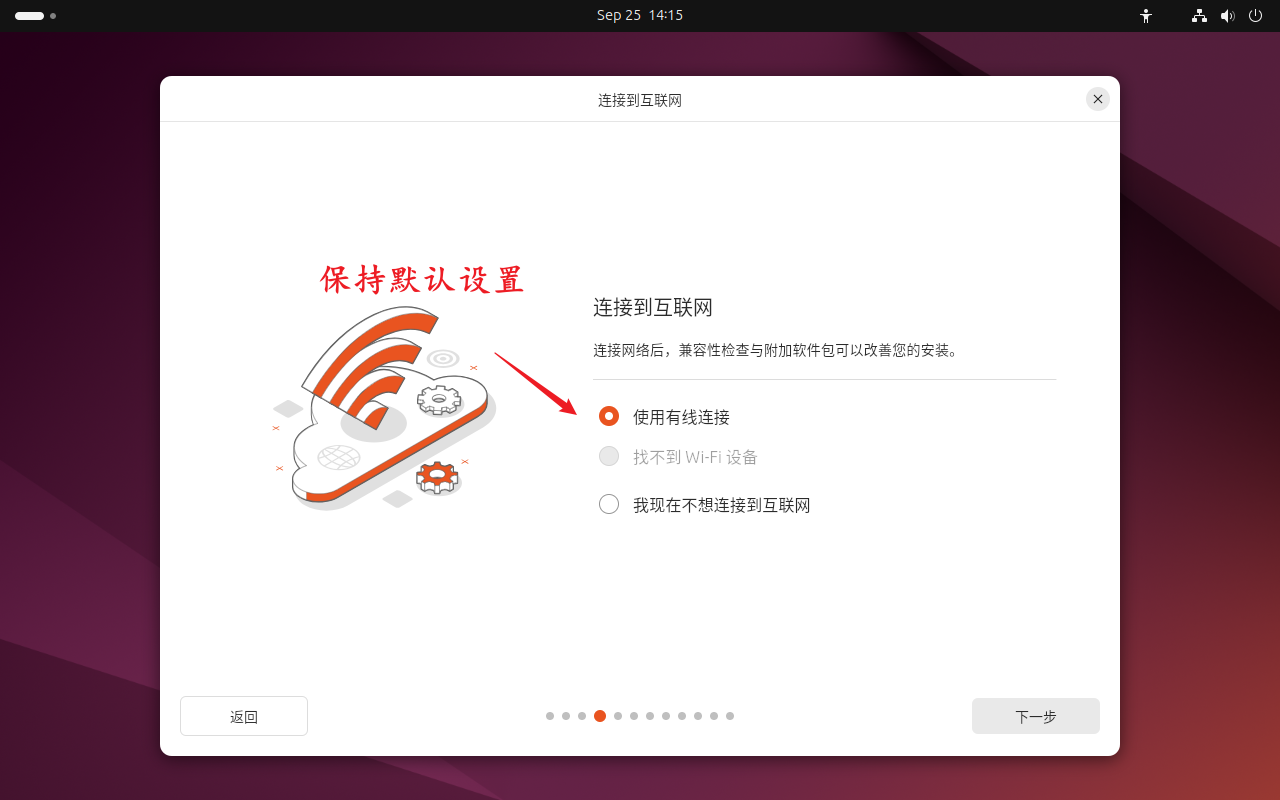 Sep 25 14:15
连接到互联网
保持默认设置
连接到互联网
连接网络后，兼容性检查与附加软件包可以改善您的安装。
使用有线连接
找不到 Wi-Fi 设备
我现在不想连接到互联网
返回
下一步